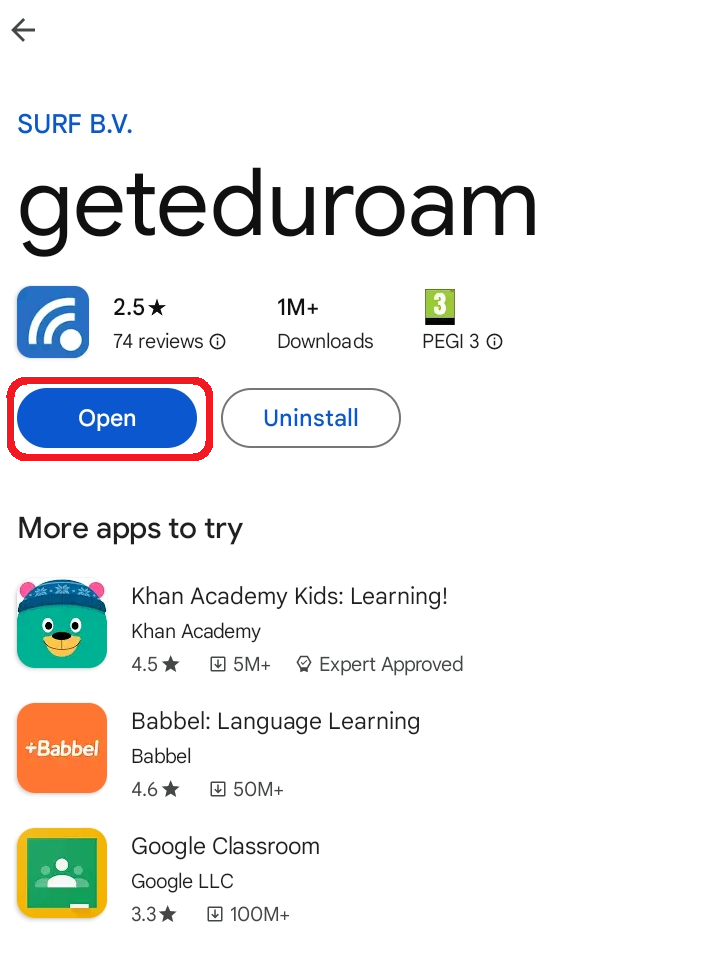 SURF B.V.
geteduroam
2.5★ 1M+ 3
74 reviews Downloads PEGI 3
Open Uninstall
More apps to try
Khan Academy Kids: Learning!
Khan Academy
4.5★ 5M+ Expert Approved
+Babbel
Babbel: Language Learning
Babbel
4.6★ 50M+
Google Classroom
Google LLC
3.3★ 100M+